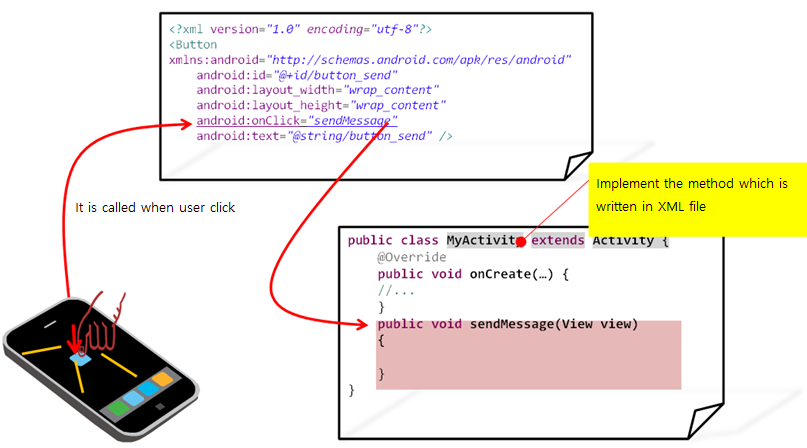 <?xml version="1.0" encoding="utf-8"?>
<Button
xmlns:android="http://schemas.android.com/apk/res/android"
android:id="@+id/button_send"
android:layout_width="wrap_content"
android:layout_height="wrap_content"
android:onClick="sendMessage"
android:text="@string/button_send" />
It is called when user click
Implement the method which is
written in XML file
public class MyActivity extends Activity {
@Override
public void onCreate(…) {
//...
}
public void sendMessage(View view)
{
}
}